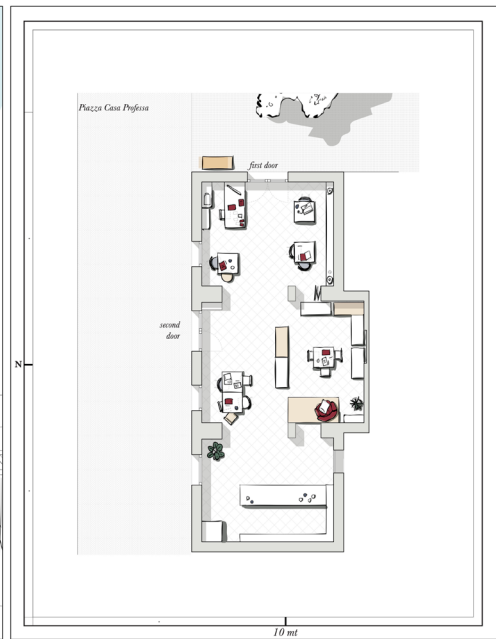 Piazza Casa Professa
first door
second
door
N
10 mt